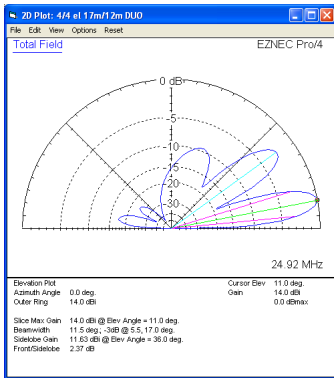 2D Plot: 4/4 el 17m/12m DUO
File Edit View Options Reset
Total Field
EZNEC Pro/4
0 dB
-5
-10
-15
-20
-30
24.92 MHz
Elevation Plot
Azimuth Angle 0.0 deg.
Outer Ring 14.0 dBi
Cursor Elev 11.0 deg.
Gain 14.0 dBi
0.0 dBmax
Slice Max Gain 14.0 dBi @ Elev Angle = 11.0 deg.
Beamwidth 11.5 deg.; -3dB @ 5.5, 17.0 deg.
Sidelobe Gain 11.63 dBi @ Elev Angle = 36.0 deg.
Front/Sidelobe 2.37 dB